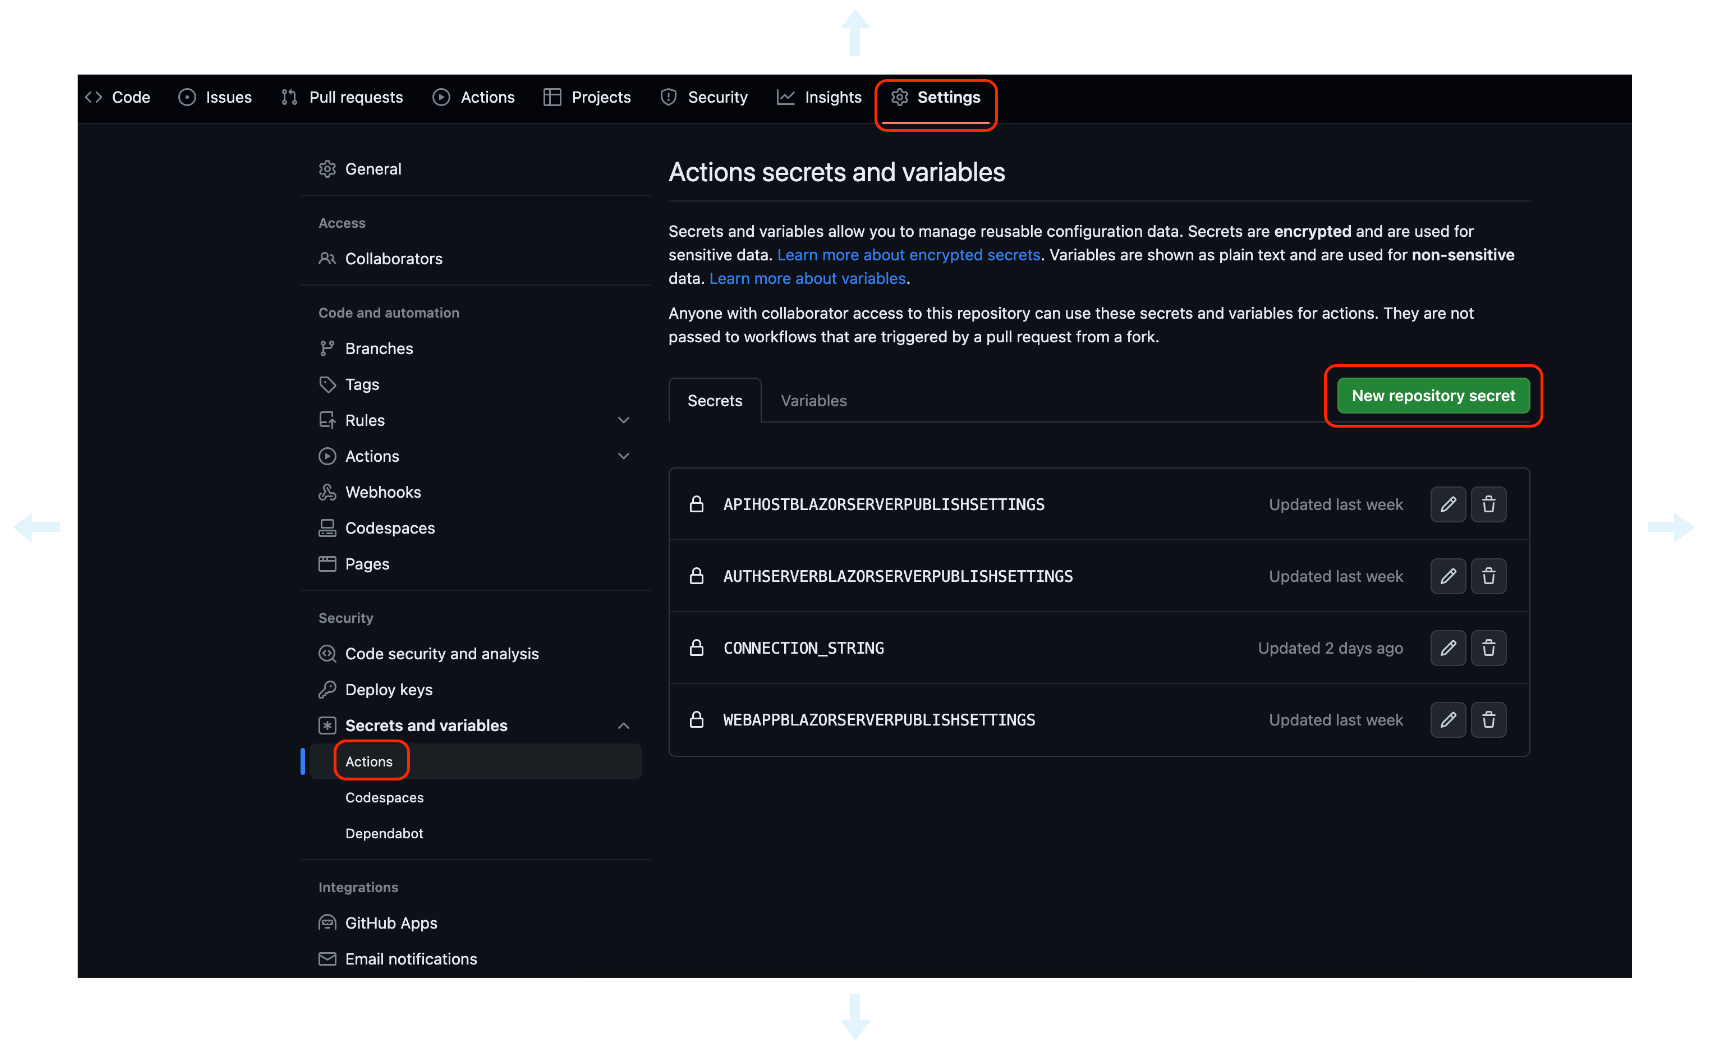 Code Issues Pull requests Actions Projects Security Insights Settings
General
Access
Collaborators
Code and automation
Branches
Tags
Rules
Actions
Webhooks
Codespaces
Pages
Security
Code security and analysis
Deploy keys
Secrets and variables
Actions
Codespaces
Dependabot
Integrations
GitHub Apps
Email notifications
Actions secrets and variables
Secrets and variables allow you to manage reusable configuration data. Secrets are encrypted and are used for
sensitive data. Learn more about encrypted secrets. Variables are shown as plain text and are used for non-sensitive
data. Learn more about variables.
Anyone with collaborator access to this repository can use these secrets and variables for actions. They are not
passed to workflows that are triggered by a pull request from a fork.
Secrets Variables New repository secret
APIHOSTBLAZORSERVERPUBLISHSETTINGS Updated last week
AUTHSERVERBLAZORSERVERPUBLISHSETTINGS Updated last week
CONNECTION_STRING Updated 2 days ago
WEBAPPBLAZORSERVERPUBLISHSETTINGS Updated last week